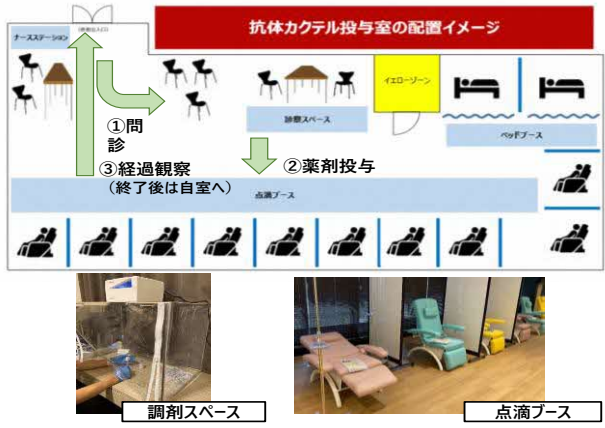 抗体カクテル投与室の配置イメージ
ナースステーション
イエローゾーン
診察スペース
ベッドブース
①問
診
②薬剤投与
③経過観察
（終了後は自室へ）
点滴ブース
調剤スペース
点滴ブース